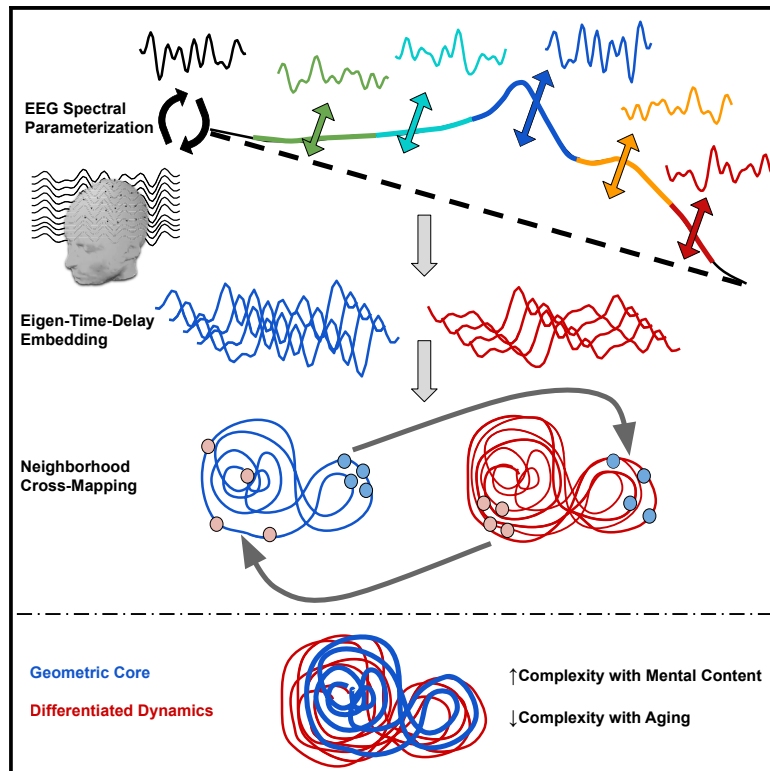 EEG Spectral
Parameterization
Eigen-Time-Delay
Embedding
Neighborhood
Cross-Mapping
Geometric Core
Differentiated Dynamics
↑Complexity with Mental Content
↓Complexity with Aging